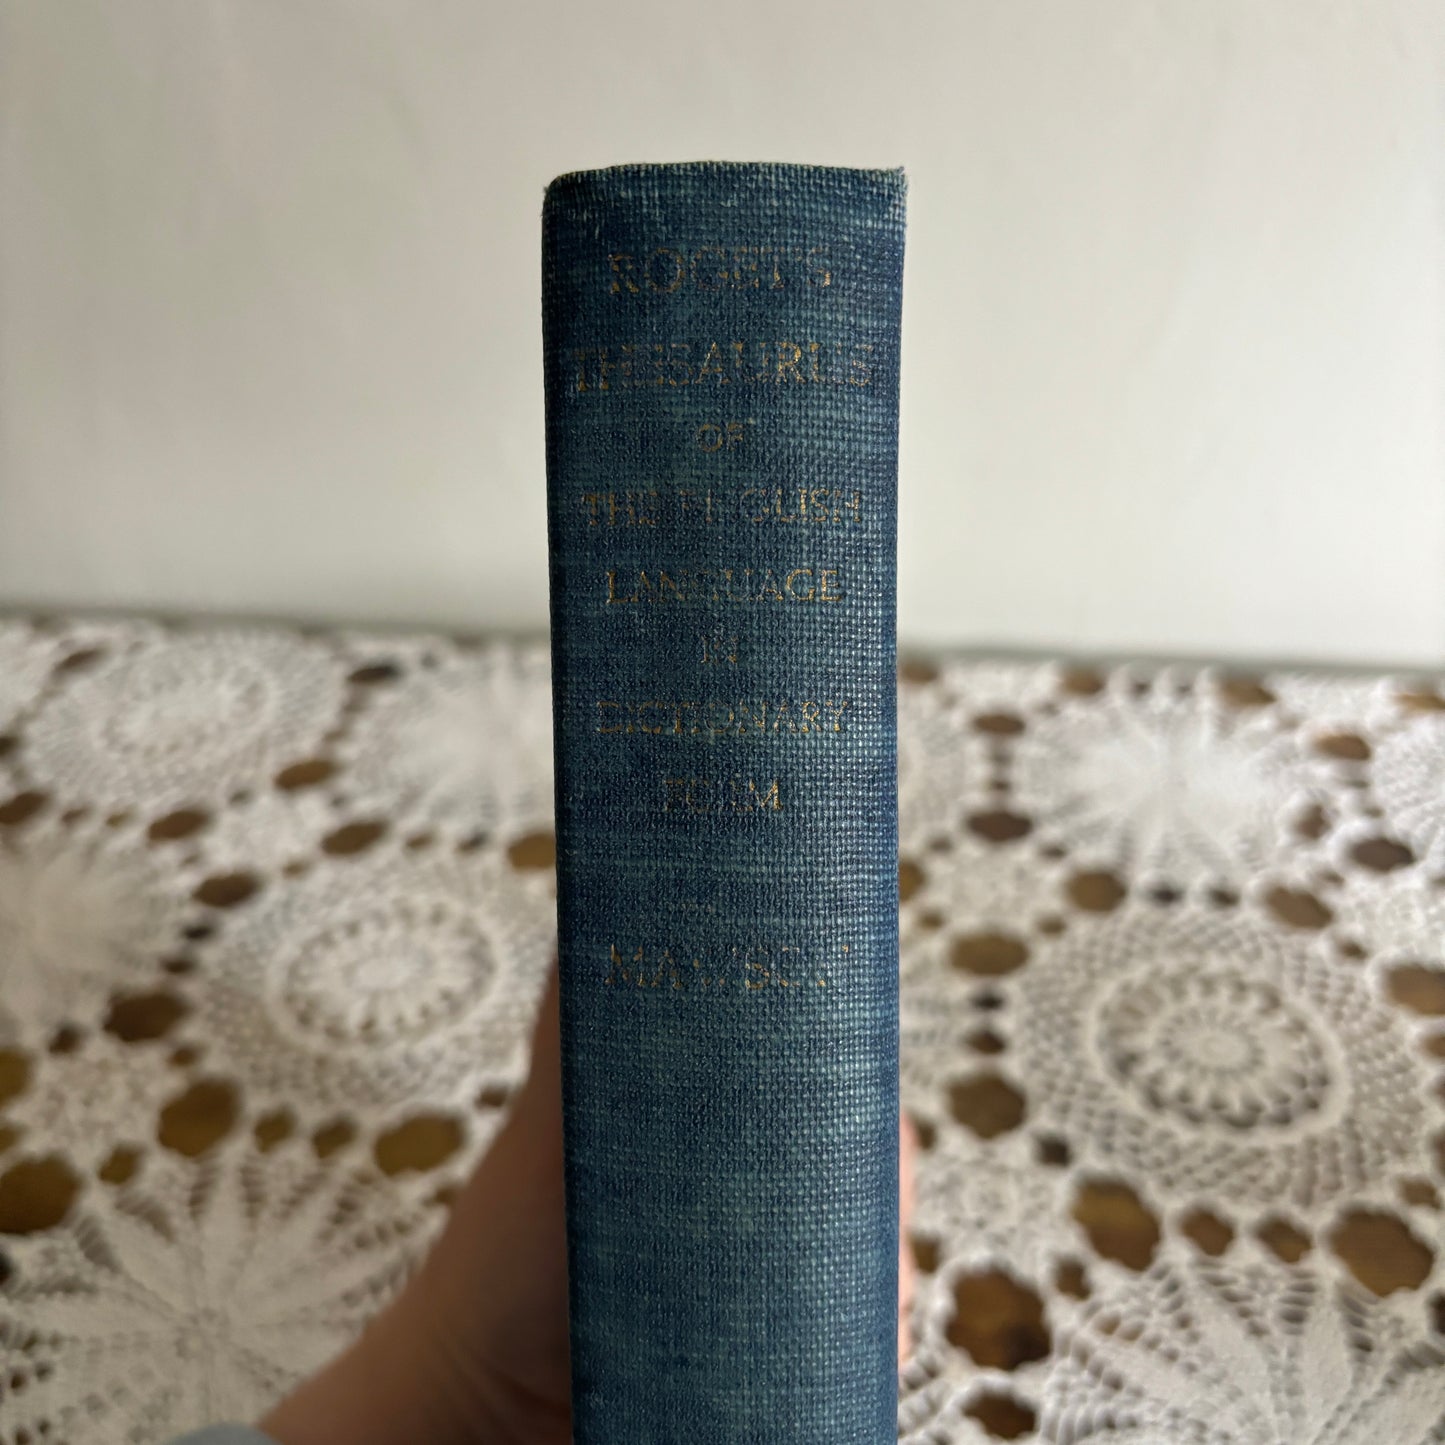 ROGET'S
THESAURUS
OF
THE ENGLISH
LANGUAGE
IN
DICTIONARY
FORM
MAWSON